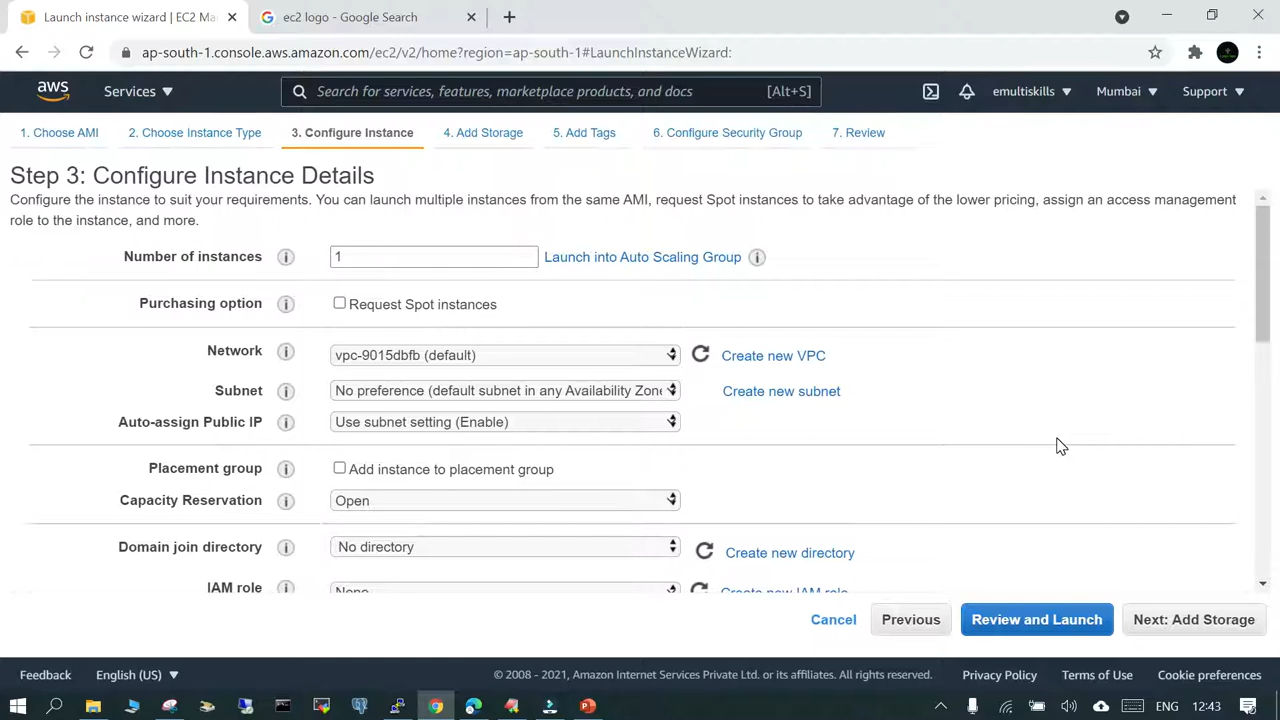 Launch instance wizard | EC2 Ma
ec2 logo - Google Search
ap-south-1.console.aws.amazon.com/ec2/v2/home?region=ap-south-1#LaunchInstanceWizard:
aws
Services
Search for services, features, marketplace products, and docs
[Alt+S]
emultiskills
Mumbai
Support
1. Choose AMI
2. Choose Instance Type
3. Configure Instance
4. Add Storage
5. Add Tags
6. Configure Security Group
7. Review
Step 3: Configure Instance Details
Configure the instance to suit your requirements. You can launch multiple instances from the same AMI, request Spot instances to take advantage of the lower pricing, assign an access management
role to the instance, and more.
Number of instances
1
Launch into Auto Scaling Group
Purchasing option
Request Spot instances
Network
vpc-9015dbfb (default)
Create new VPC
Subnet
No preference (default subnet in any Availability Zone
Create new subnet
Auto-assign Public IP
Use subnet setting (Enable)
Placement group
Add instance to placement group
Capacity Reservation
Open
Domain join directory
No directory
Create new directory
IAM role
None
Create new IAM role
Cancel
Previous
Review and Launch
Next: Add Storage
Feedback
English (US)
© 2008 - 2021, Amazon Internet Services Private Ltd. or its affiliates. All rights reserved.
Privacy Policy
Terms of Use
Cookie preferences
12:43